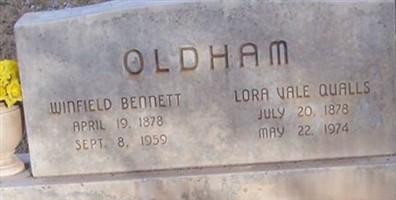 OLDHAM
WINFIELD BENNETT
APRIL 19, 1878
SEPT. 8, 1959
LORA VALE QUALLS
JULY 20, 1878
MAY 22, 1974